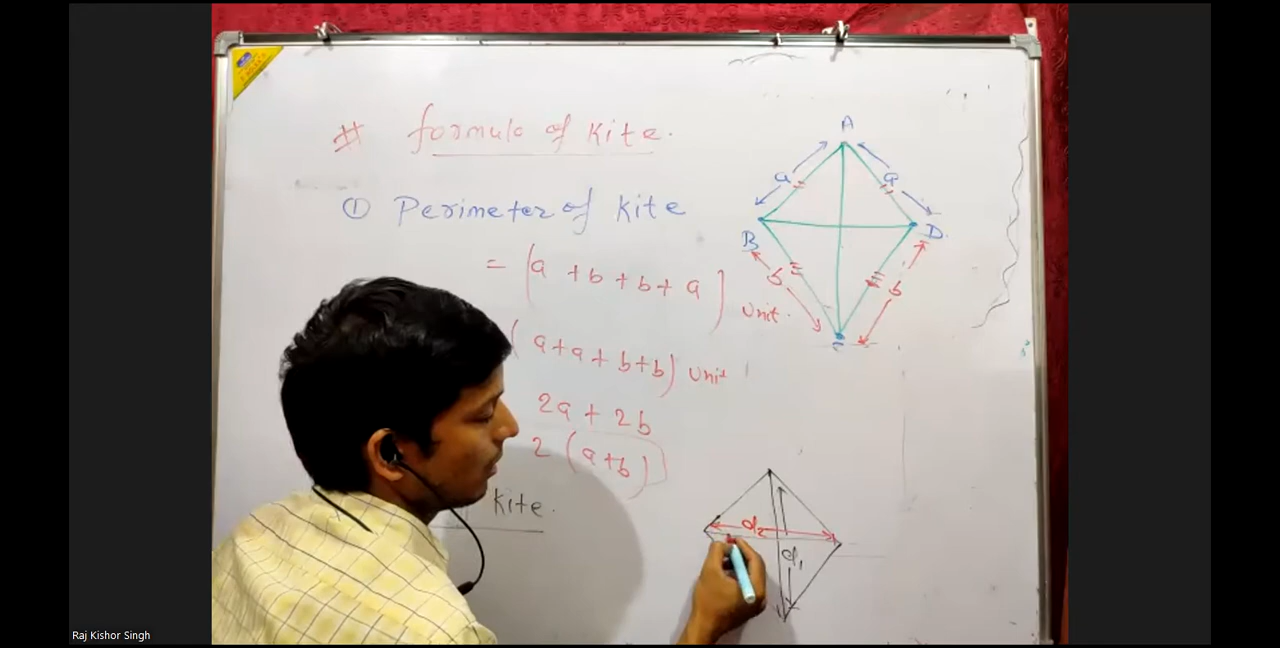 # formula of kite.
① Perimeter of kite
= (a + b + b + a) unit.
(a + a + b + b) unit
2a + 2b
2 (a+b)
kite.
A
a a
B D
b b
d2
d1
Raj Kishor Singh